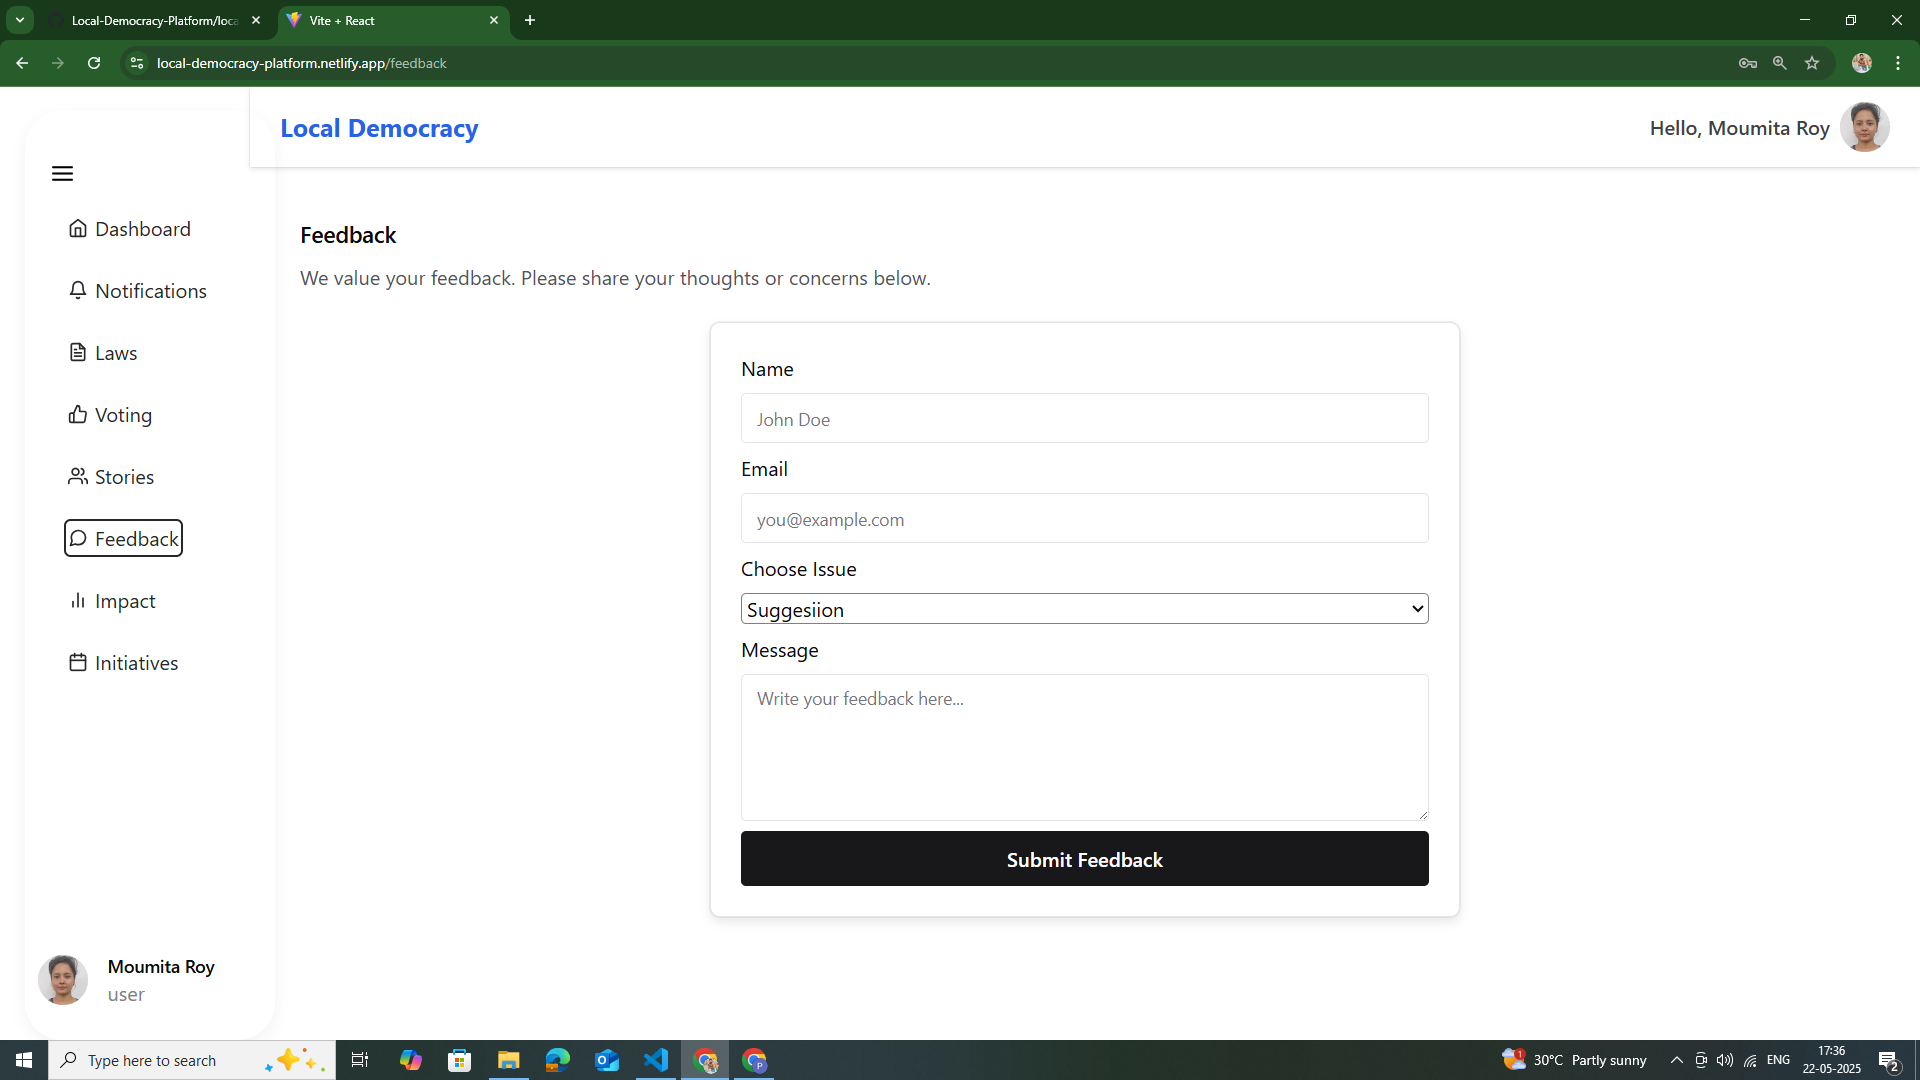 Local-Democracy-Platform/loca
Vite + React
local-democracy-platform.netlify.app/feedback
Local Democracy
Hello, Moumita Roy
Dashboard
Notifications
Laws
Voting
Stories
Feedback
Impact
Initiatives
Moumita Roy
user
Feedback
We value your feedback. Please share your thoughts or concerns below.
Name
John Doe
Email
you@example.com
Choose Issue
Suggesiion
Message
Write your feedback here...
Submit Feedback
Type here to search
P
1
30°C Partly sunny
ENG
17:36
22-05-2025
2